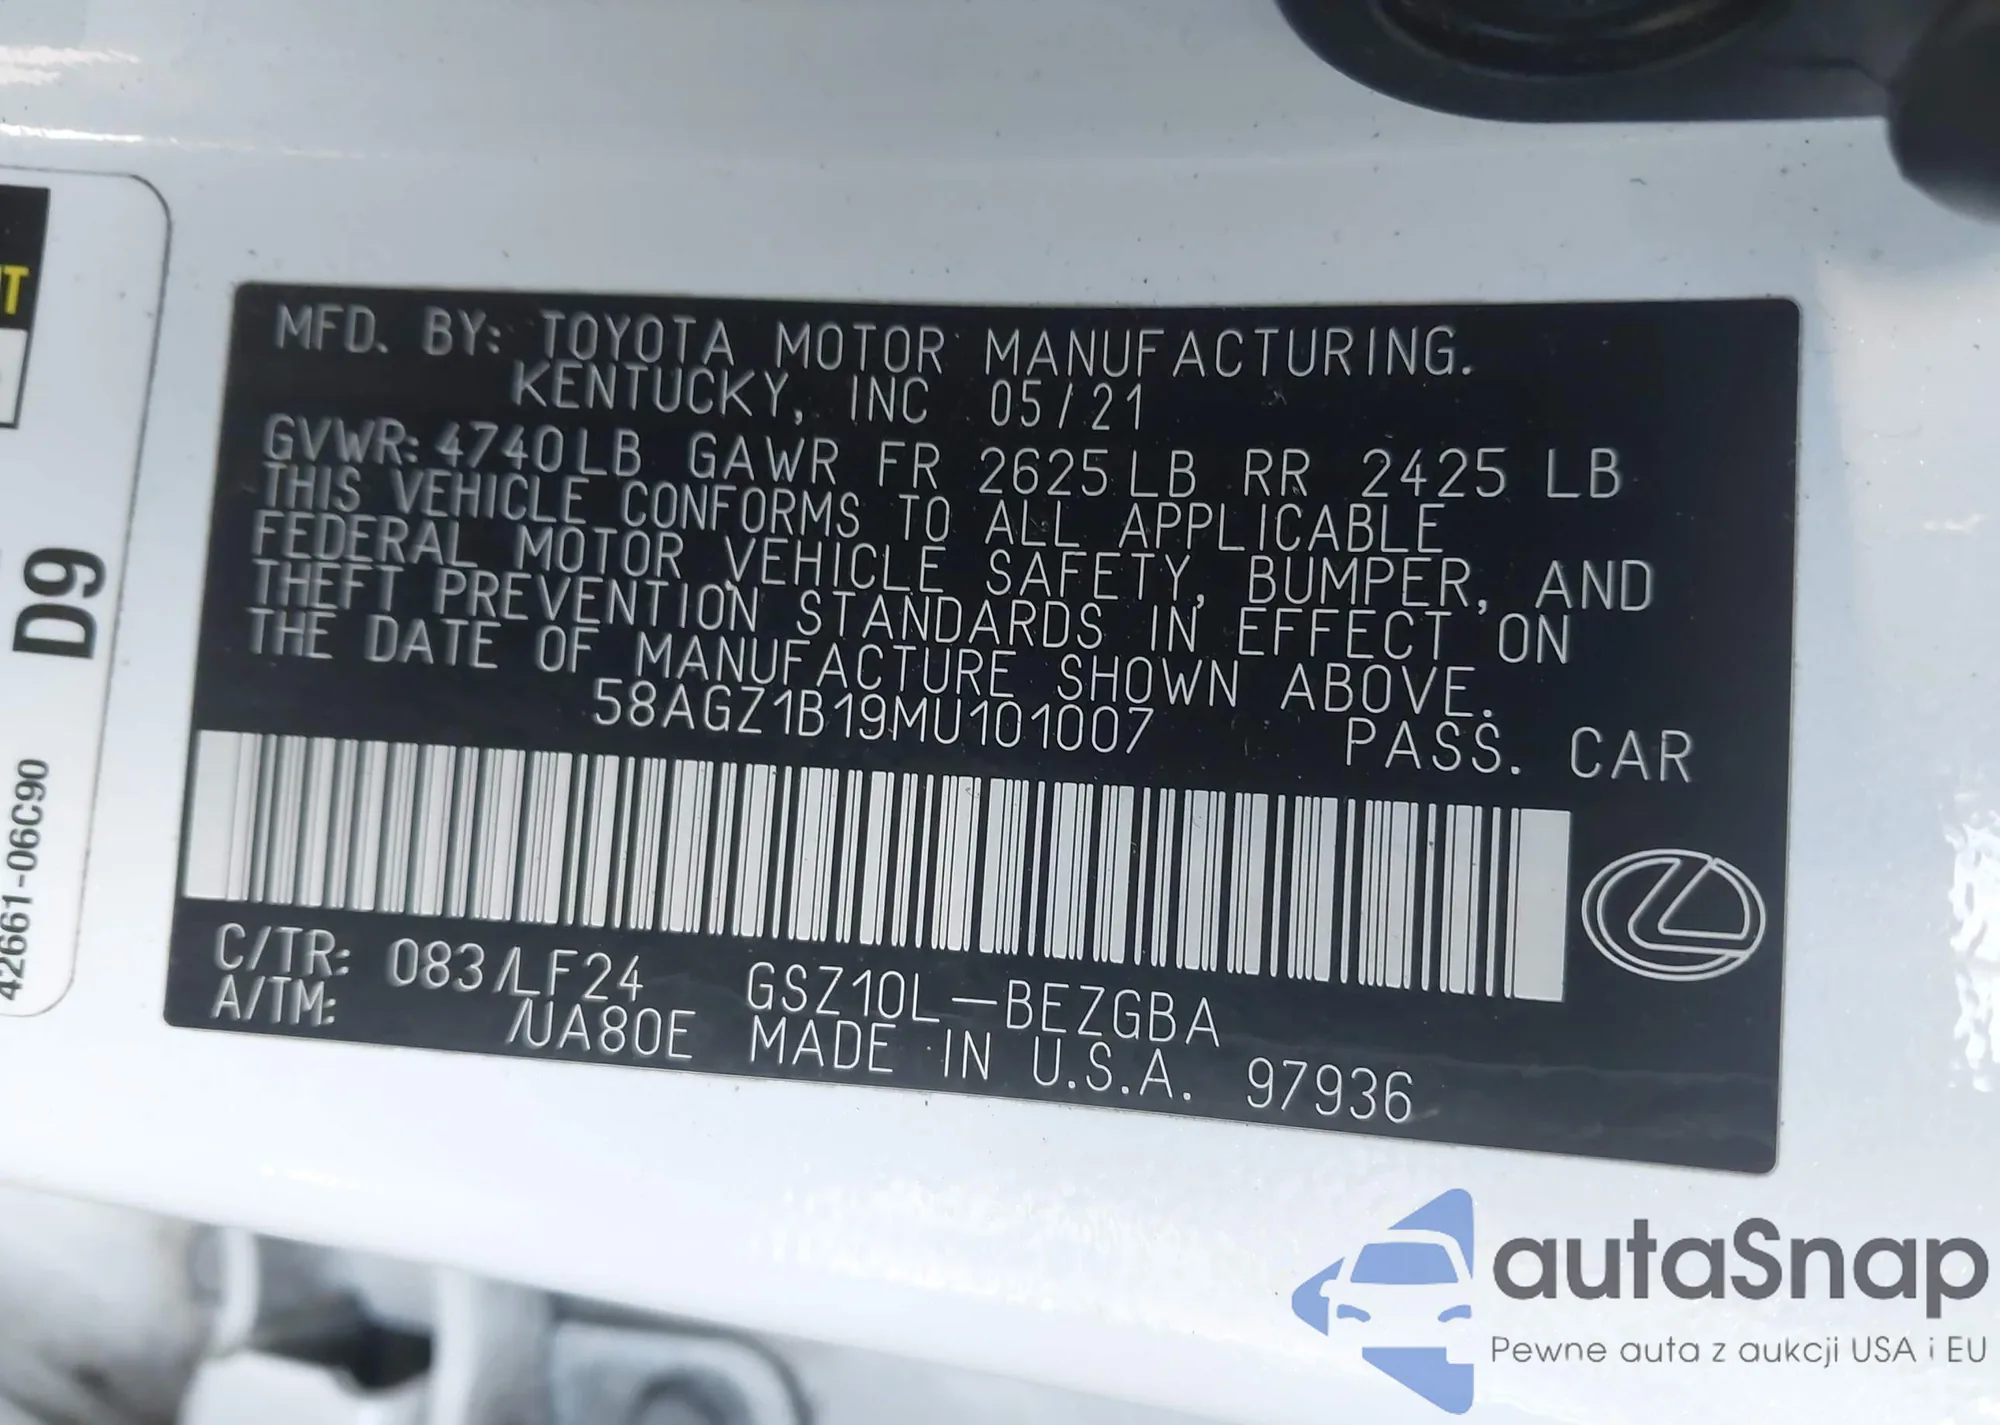 MFD. BY: TOYOTA MOTOR MANUFACTURING.
KENTUCKY, INC 05/21
GVWR: 4740LB GAWR FR 2625LB RR 2425 LB
THIS VEHICLE CONFORMS TO ALL APPLICABLE
FEDERAL MOTOR VEHICLE SAFETY, BUMPER, AND
THEFT PREVENTION STANDARDS IN EFFECT ON
THE DATE OF MANUFACTURE SHOWN ABOVE.
58AGZ1B19MU101007 PASS. CAR
C/TR: 083/LF24 GSZ10L-BEZGBA
A/TM: /UA80E MADE IN U.S.A. 97936
D9
42661-06C90
autaSnap
Pewne auta z aukcji USA i EU